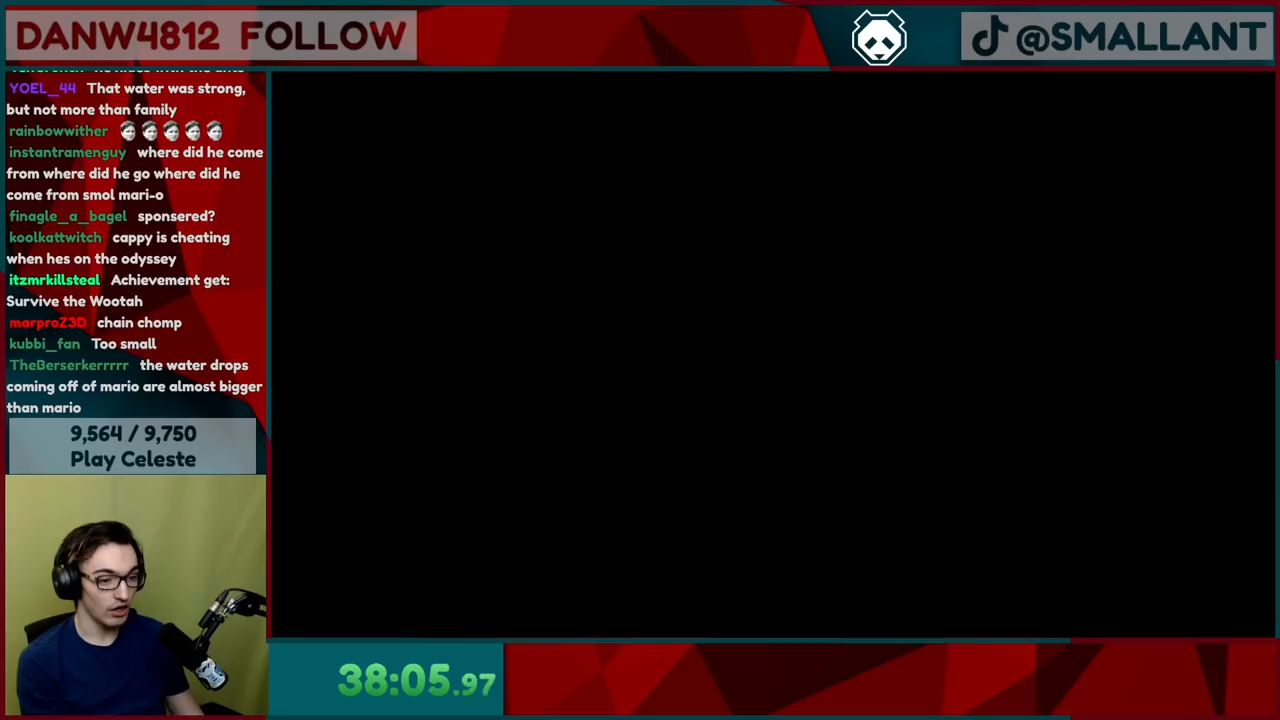 DANW4812 FOLLOW
@SMALLANT
YOEL_44 That water was strong,
but not more than family
rainbowwither
instantramenguy where did he come
from where did he go where did he
come from smol mari-o
finagle_a_bagel sponsered?
koolkattwitch cappy is cheating
when hes on the odyssey
itzmrkillsteal Achievement get:
Survive the Wootah
marproZ3D chain chomp
kubbi_fan Too small
TheBerserkerrrrr the water drops
coming off of mario are almost bigger
than mario
9,564 / 9,750
Play Celeste
38:05.97